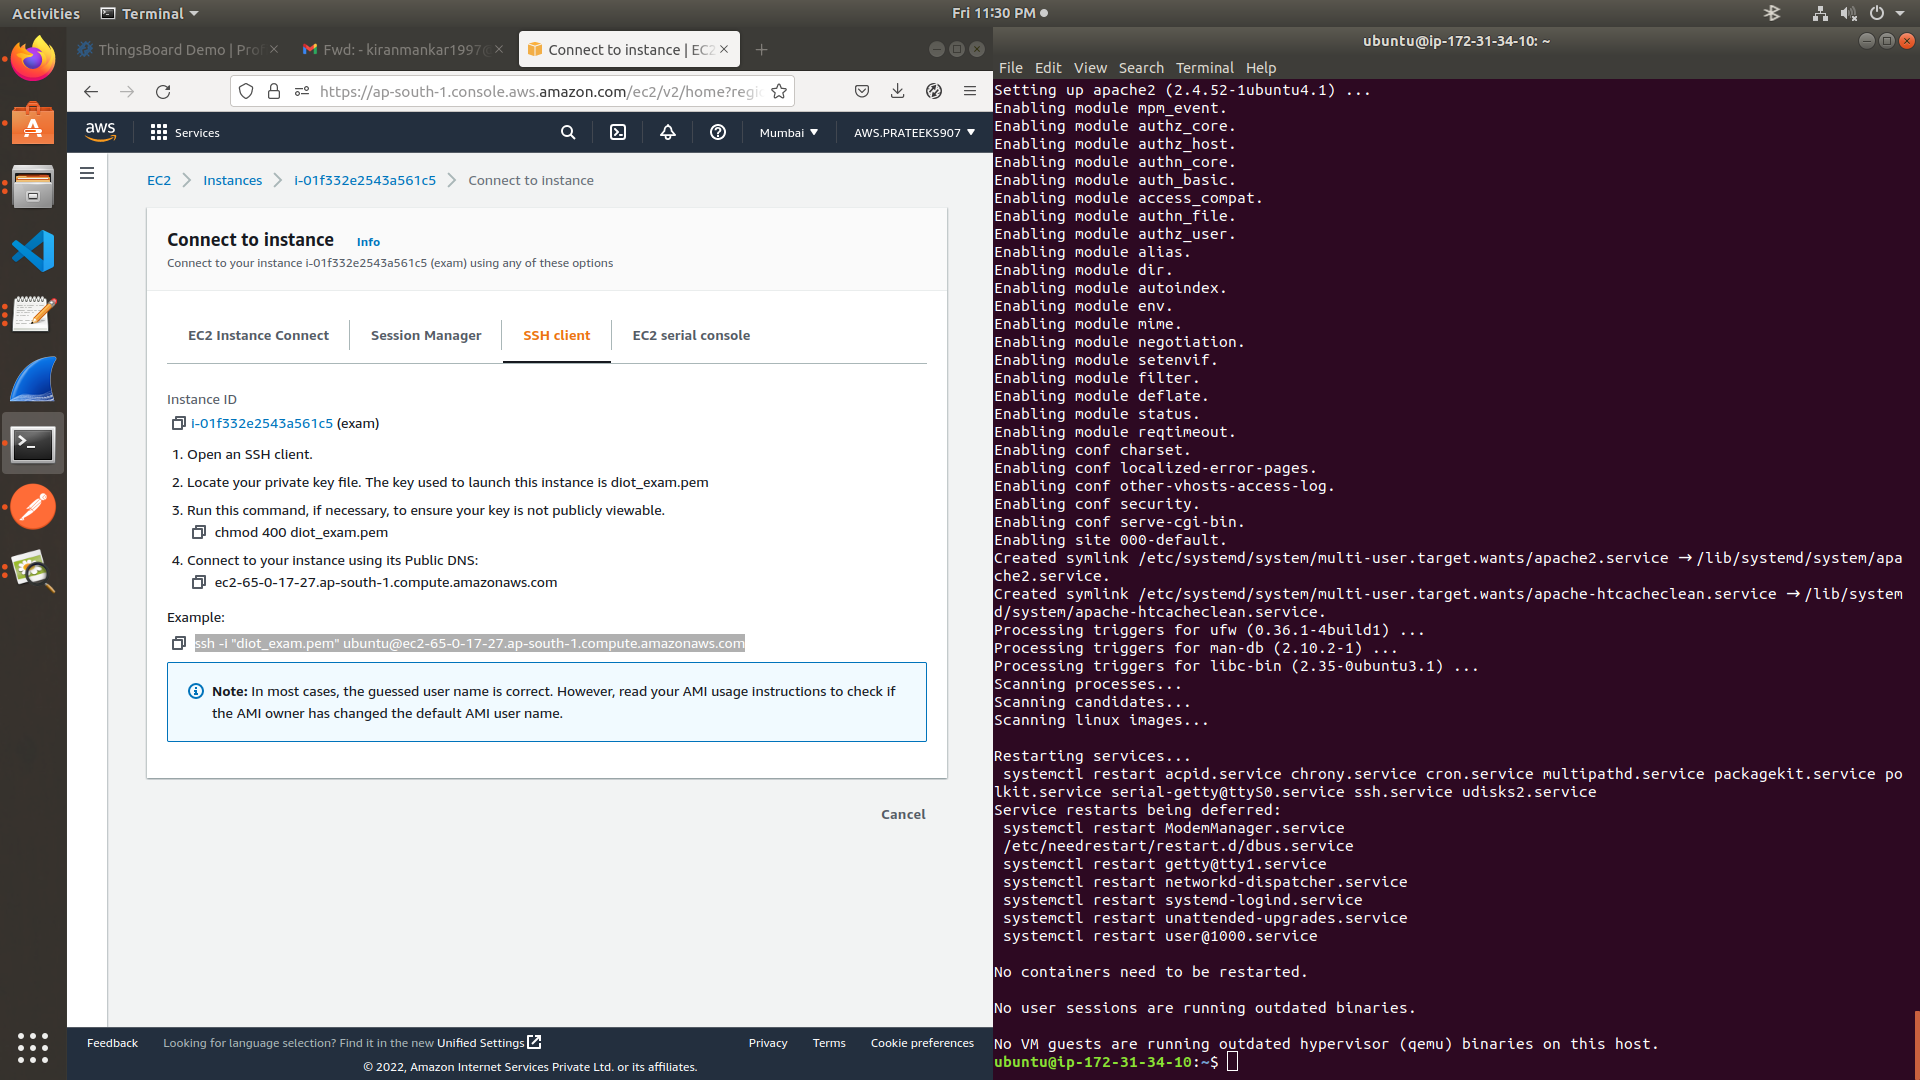 Activities
Terminal
Fri 11:30 PM
ThingsBoard Demo | Prof
Fwd: - kiranmankar1997@
Connect to instance | EC2
https://ap-south-1.console.aws.amazon.com/ec2/v2/home?regi
aws
Services
Mumbai
AWS.PRATEEKS907
EC2
Instances
i-01f332e2543a561c5
Connect to instance
Connect to instance
Info
Connect to your instance i-01f332e2543a561c5 (exam) using any of these options
EC2 Instance Connect
Session Manager
SSH client
EC2 serial console
Instance ID
i-01f332e2543a561c5 (exam)
1. Open an SSH client.
2. Locate your private key file. The key used to launch this instance is diot_exam.pem
3. Run this command, if necessary, to ensure your key is not publicly viewable.
chmod 400 diot_exam.pem
4. Connect to your instance using its Public DNS:
ec2-65-0-17-27.ap-south-1.compute.amazonaws.com
Example:
ssh -i "diot_exam.pem" ubuntu@ec2-65-0-17-27.ap-south-1.compute.amazonaws.com
Note: In most cases, the guessed user name is correct. However, read your AMI usage instructions to check if
the AMI owner has changed the default AMI user name.
Cancel
Feedback
Looking for language selection? Find it in the new Unified Settings
Privacy
Terms
Cookie preferences
© 2022, Amazon Internet Services Private Ltd. or its affiliates.
ubuntu@ip-172-31-34-10: ~
File Edit View Search Terminal Help
Setting up apache2 (2.4.52-1ubuntu4.1) ...
Enabling module mpm_event.
Enabling module authz_core.
Enabling module authz_host.
Enabling module authn_core.
Enabling module auth_basic.
Enabling module access_compat.
Enabling module authn_file.
Enabling module authz_user.
Enabling module alias.
Enabling module dir.
Enabling module autoindex.
Enabling module env.
Enabling module mime.
Enabling module negotiation.
Enabling module setenvif.
Enabling module filter.
Enabling module deflate.
Enabling module status.
Enabling module reqtimeout.
Enabling conf charset.
Enabling conf localized-error-pages.
Enabling conf other-vhosts-access-log.
Enabling conf security.
Enabling conf serve-cgi-bin.
Enabling site 000-default.
Created symlink /etc/systemd/system/multi-user.target.wants/apache2.service → /lib/systemd/system/apa
che2.service.
Created symlink /etc/systemd/system/multi-user.target.wants/apache-htcacheclean.service → /lib/system
d/system/apache-htcacheclean.service.
Processing triggers for ufw (0.36.1-4build1) ...
Processing triggers for man-db (2.10.2-1) ...
Processing triggers for libc-bin (2.35-0ubuntu3.1) ...
Scanning processes...
Scanning candidates...
Scanning linux images...
Restarting services...
systemctl restart acpid.service chrony.service cron.service multipathd.service packagekit.service po
lkit.service serial-getty@ttyS0.service ssh.service udisks2.service
Service restarts being deferred:
systemctl restart ModemManager.service
/etc/needrestart/restart.d/dbus.service
systemctl restart getty@tty1.service
systemctl restart networkd-dispatcher.service
systemctl restart systemd-logind.service
systemctl restart unattended-upgrades.service
systemctl restart user@1000.service
No containers need to be restarted.
No user sessions are running outdated binaries.
No VM guests are running outdated hypervisor (qemu) binaries on this host.
ubuntu@ip-172-31-34-10:~$